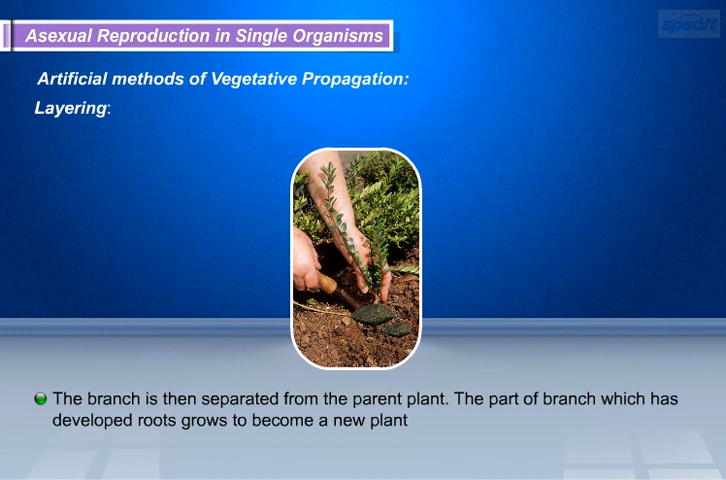 Asexual Reproduction in Single Organisms
spsoft
Artificial methods of Vegetative Propagation:
Layering:
The branch is then separated from the parent plant. The part of branch which has
developed roots grows to become a new plant